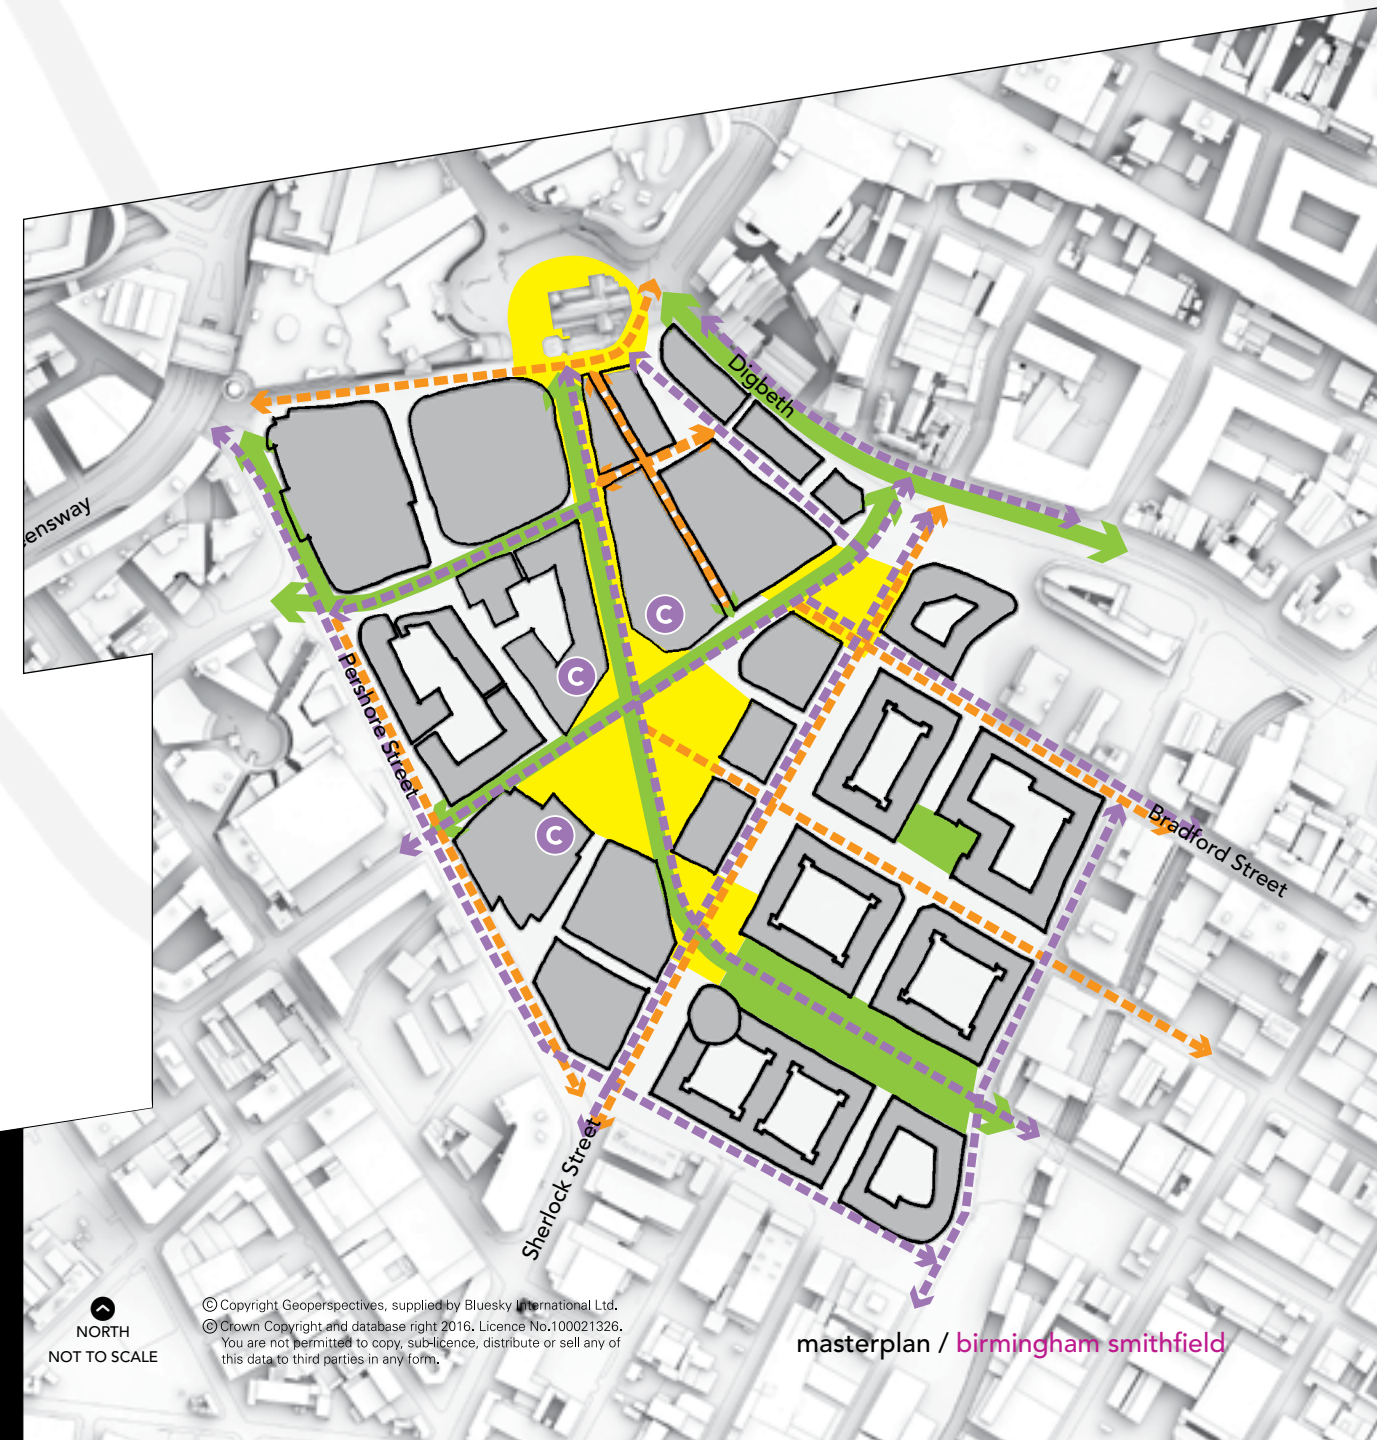 Digbeth
ensway
C
C
Pershore Street
C
Bradford Street
Sherlock Street
NORTH
NOT TO SCALE
© Copyright Geoperspectives, supplied by Bluesky International Ltd.
© Crown Copyright and database right 2016. Licence No.100021326.
You are not permitted to copy, sub-licence, distribute or sell any of
this data to third parties in any form.
masterplan / birmingham smithfield